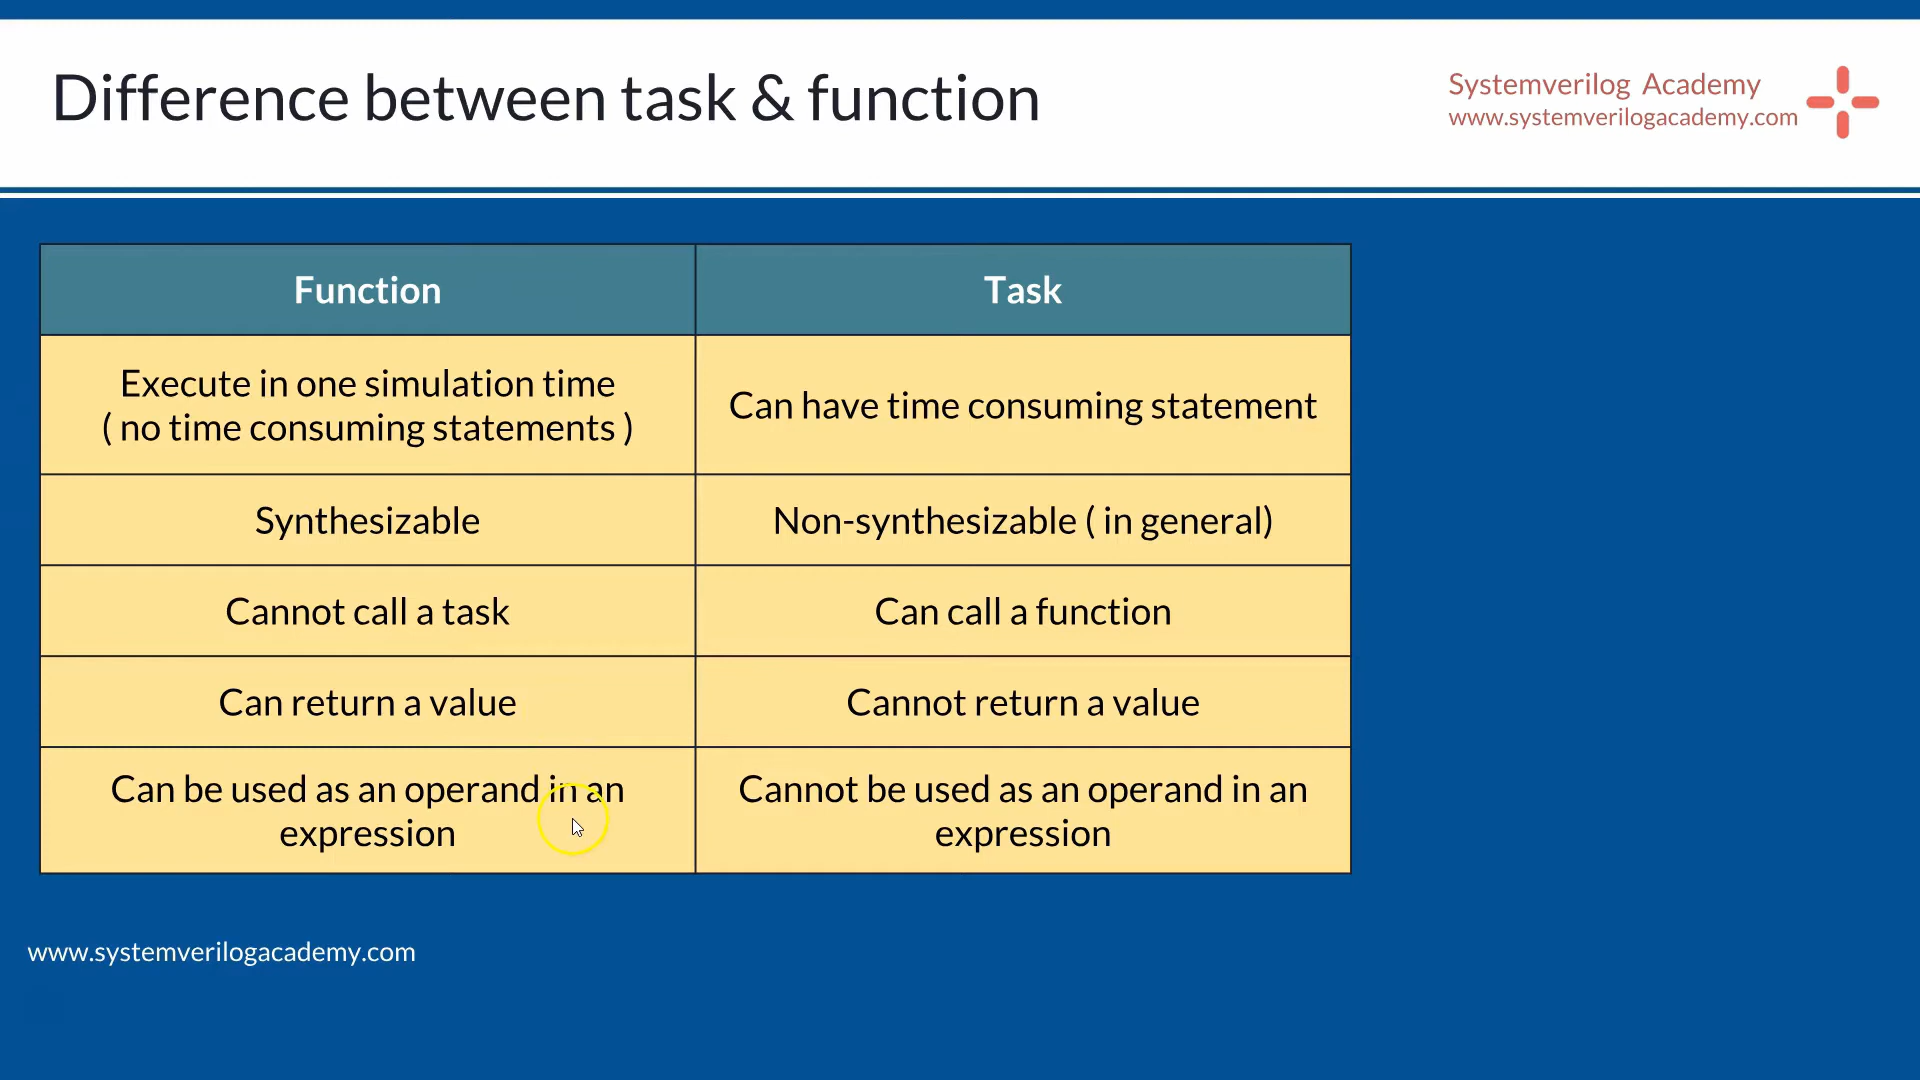 Difference between task & function
Systemverilog Academy
www.systemverilogacademy.com
Function
Task
Execute in one simulation time
( no time consuming statements )
Can have time consuming statement
Synthesizable
Non-synthesizable ( in general)
Cannot call a task
Can call a function
Can return a value
Cannot return a value
Can be used as an operand in an
expression
Cannot be used as an operand in an
expression
www.systemverilogacademy.com